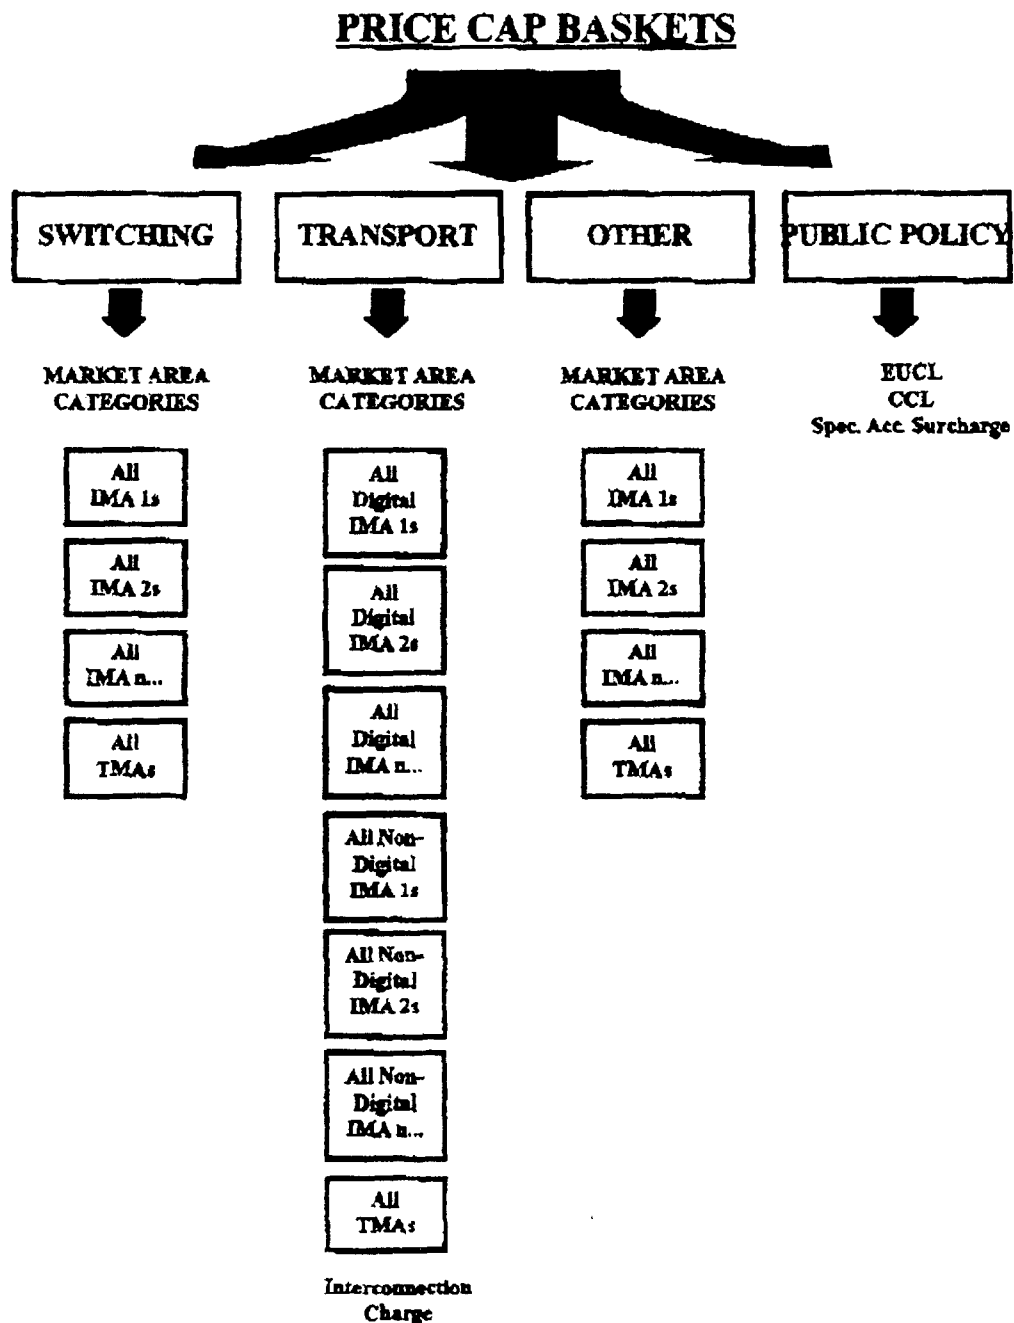 PRICE CAP BASKETS
SWITCHING
TRANSPORT
OTHER
PUBLIC POLICY
MARKET AREA
CATEGORIES
All
IMA 1s
All
IMA 2s
All
IMA n...
All
TMAs
MARKET AREA
CATEGORIES
All
Digital
IMA 1s
All
Digital
IMA 2s
All
Digital
IMA n...
All Non-
Digital
IMA 1s
All Non-
Digital
IMA 2s
All Non-
Digital
IMA n...
All
TMAs
Interconnection
Charge
MARKET AREA
CATEGORIES
All
IMA 1s
All
IMA 2s
All
IMA n...
All
TMAs
EUCL
CCL
Spec. Acc. Surcharge